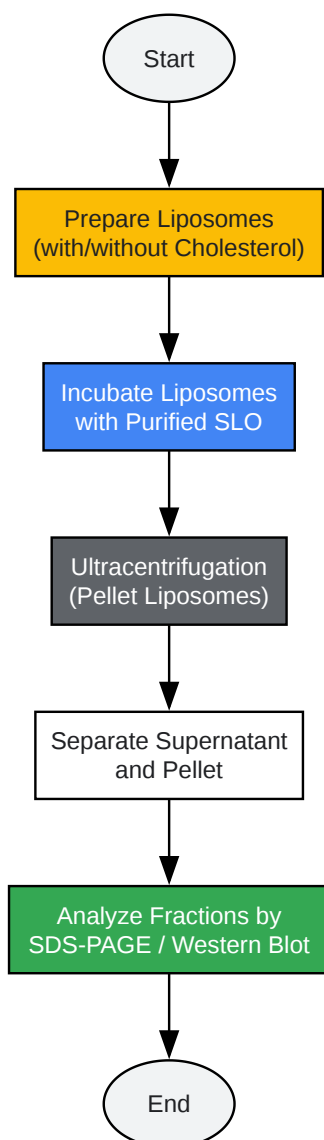 Start
Prepare Liposomes
(with/without Cholesterol)
Incubate Liposomes
with Purified SLO
Ultracentrifugation
(Pellet Liposomes)
Separate Supernatant
and Pellet
Analyze Fractions by
SDS-PAGE / Western Blot
End